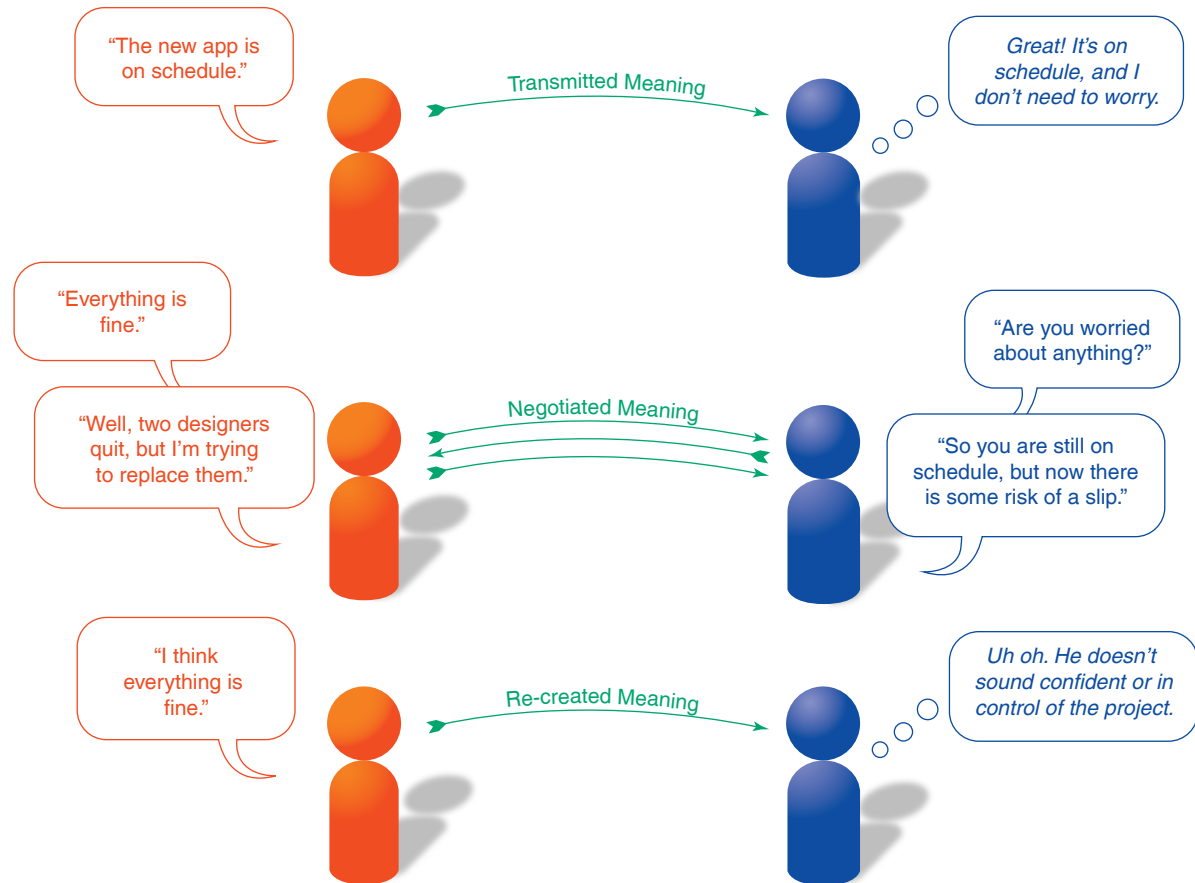 “The new app is
on schedule.”
Transmitted Meaning
Great! It’s on
schedule, and I
don’t need to worry.
“Everything is
fine.”
“Are you worried
about anything?”
“Well, two designers
quit, but I’m trying
to replace them.”
Negotiated Meaning
“So you are still on
schedule, but now there
is some risk of a slip.”
“I think
everything is
fine.”
Re-created Meaning
Uh oh. He doesn’t
sound confident or in
control of the project.